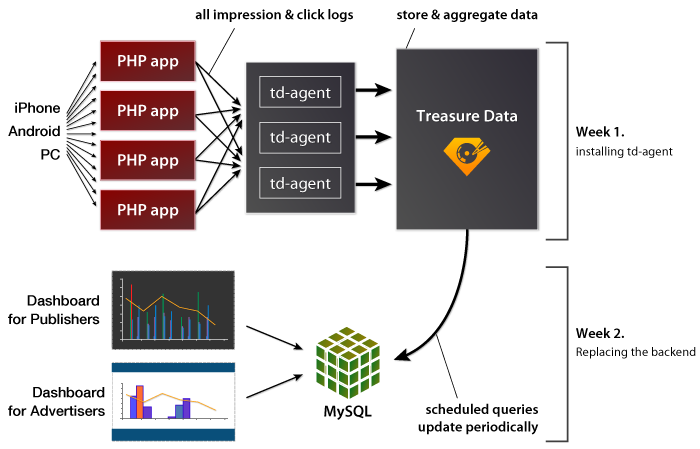 all impression & click logs
store & aggregate data
PHP app
PHP app
PHP app
PHP app
iPhone
Android
PC
td-agent
td-agent
td-agent
Treasure Data
Week 1.
installing td-agent
Dashboard
for Publishers
Dashboard
for Advertisers
MySQL
scheduled queries
update periodically
Week 2.
Replacing the backend